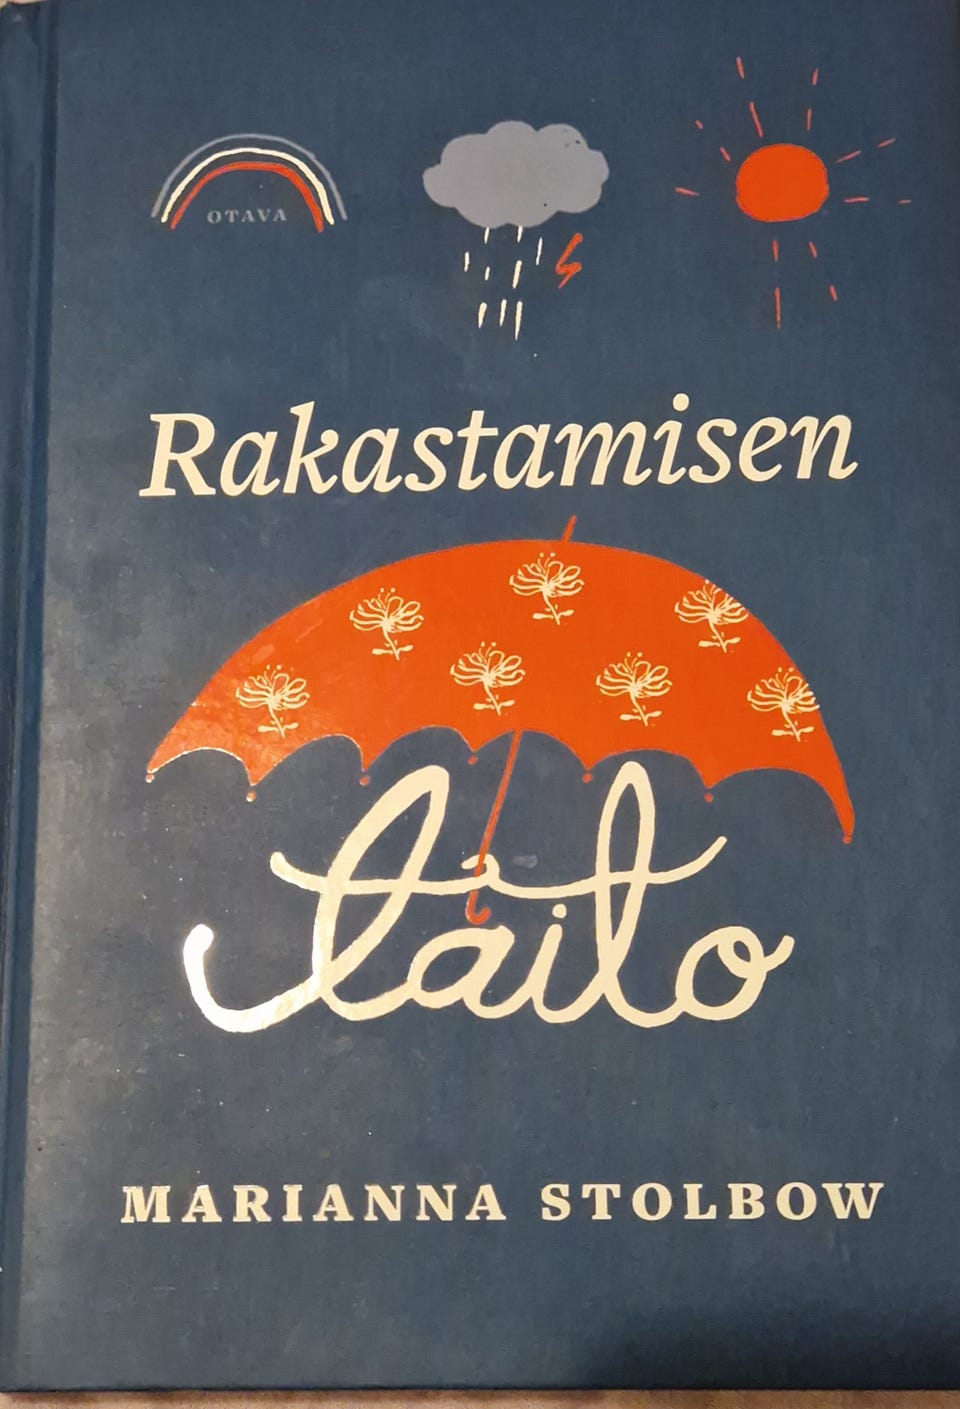 OTAVA
Rakastamisen
taito
MARIANNA STOLBOW